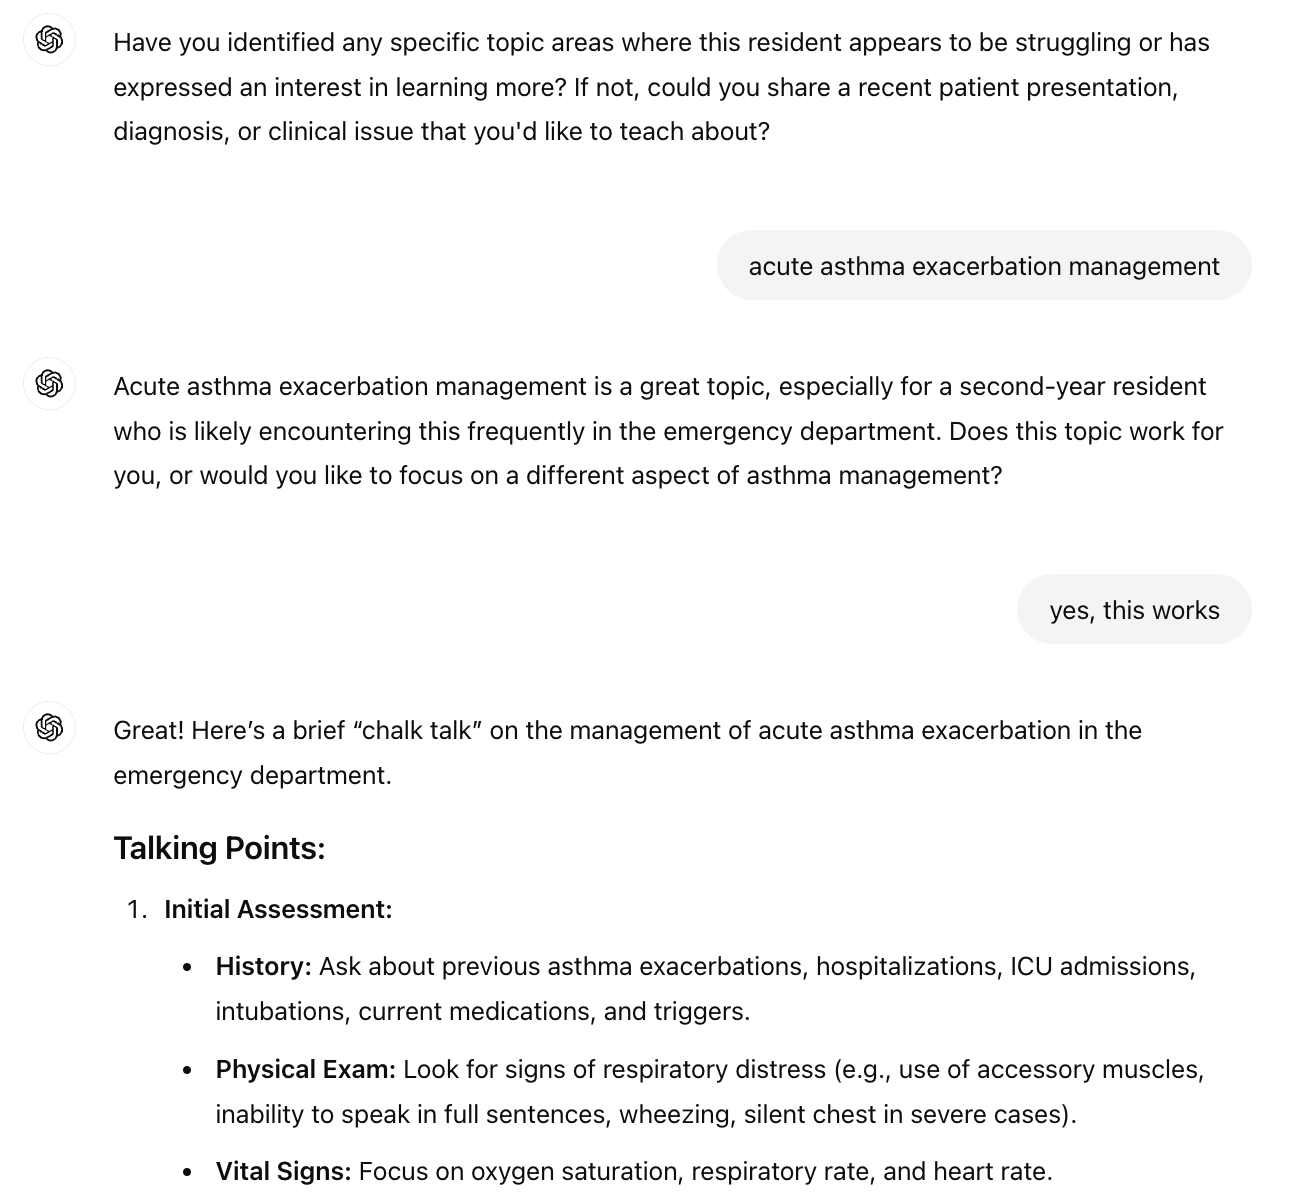 Have you identified any specific topic areas where this resident appears to be struggling or has
expressed an interest in learning more? If not, could you share a recent patient presentation,
diagnosis, or clinical issue that you'd like to teach about?
acute asthma exacerbation management
Acute asthma exacerbation management is a great topic, especially for a second-year resident
who is likely encountering this frequently in the emergency department. Does this topic work for
you, or would you like to focus on a different aspect of asthma management?
yes, this works
Great! Here’s a brief “chalk talk” on the management of acute asthma exacerbation in the
emergency department.
Talking Points:
1. Initial Assessment:
• History: Ask about previous asthma exacerbations, hospitalizations, ICU admissions,
intubations, current medications, and triggers.
• Physical Exam: Look for signs of respiratory distress (e.g., use of accessory muscles,
inability to speak in full sentences, wheezing, silent chest in severe cases).
• Vital Signs: Focus on oxygen saturation, respiratory rate, and heart rate.